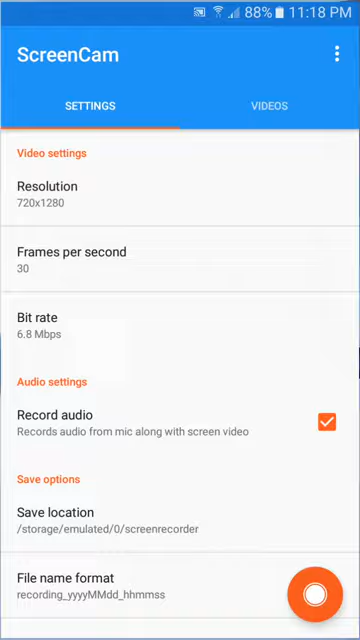 88% 11:18 PM
ScreenCam
SETTINGS VIDEOS
Video settings
Resolution
720x1280
Frames per second
30
Bit rate
6.8 Mbps
Audio settings
Record audio
Records audio from mic along with screen video
Save options
Save location
/storage/emulated/0/screenrecorder
File name format
recording_yyyyMMdd_hhmmss